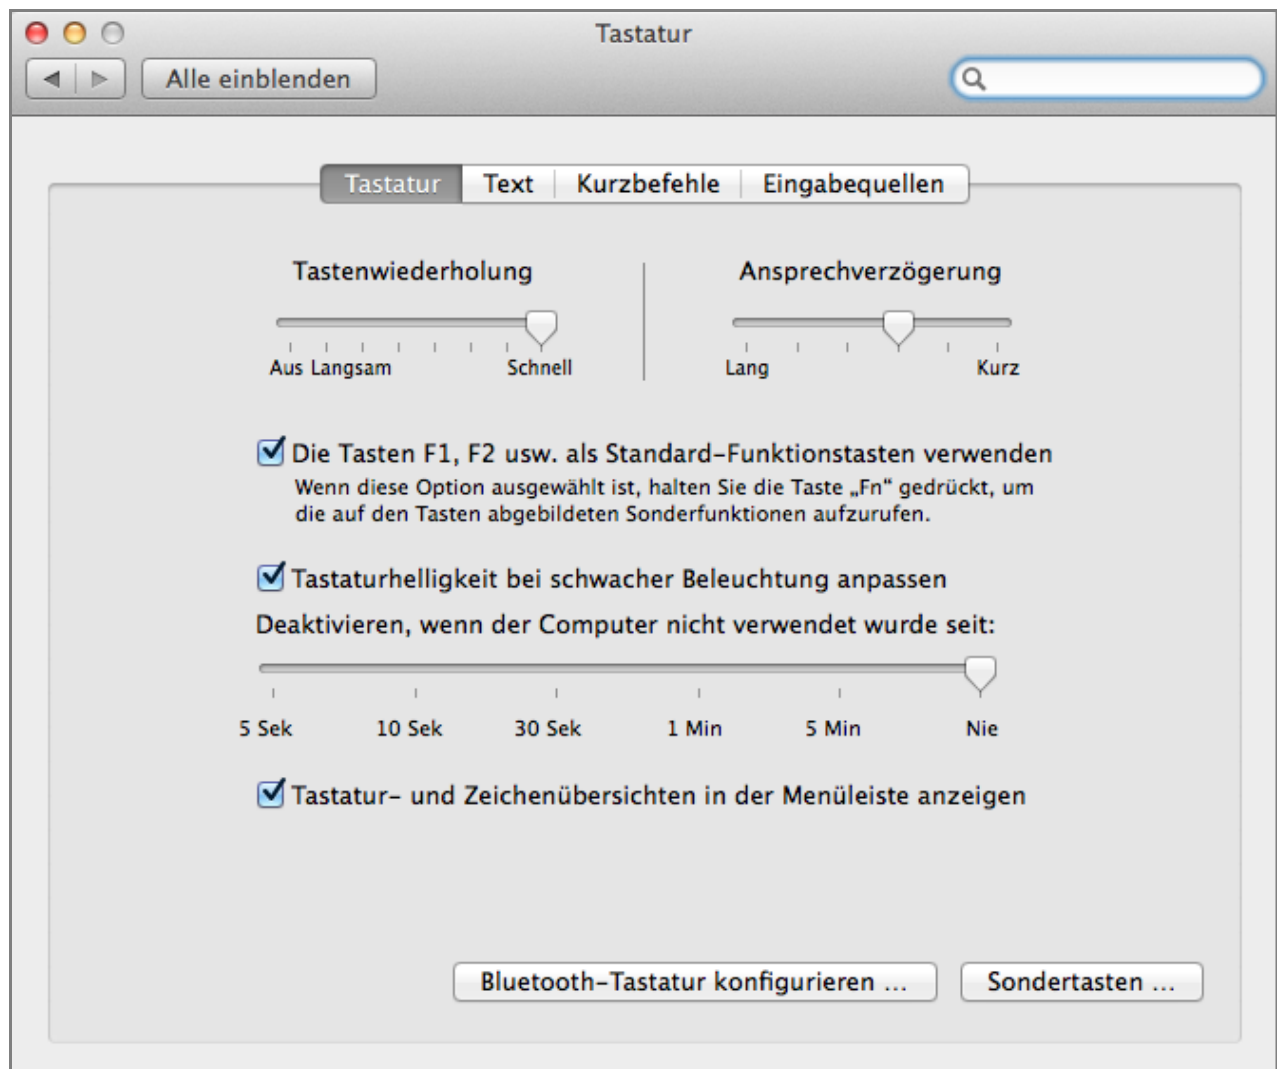 Tastatur
Alle einblenden
Tastatur Text Kurzbefehle Eingabequellen
Tastenwiederholung Ansprechverzögerung
Aus Langsam Schnell Lang Kurz
Die Tasten F1, F2 usw. als Standard-Funktionstasten verwenden
Wenn diese Option ausgewählt ist, halten Sie die Taste „Fn“ gedrückt, um
die auf den Tasten abgebildeten Sonderfunktionen aufzurufen.
Tastaturhelligkeit bei schwacher Beleuchtung anpassen
Deaktivieren, wenn der Computer nicht verwendet wurde seit:
5 Sek 10 Sek 30 Sek 1 Min 5 Min Nie
Tastatur- und Zeichenübersichten in der Menüleiste anzeigen
Bluetooth-Tastatur konfigurieren ... Sondertasten ...